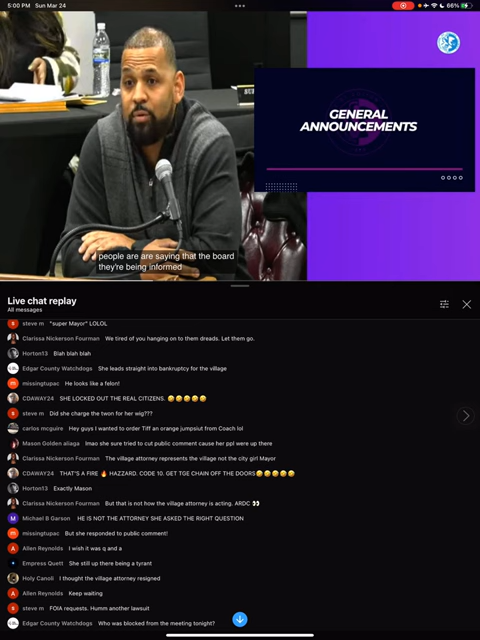 5:00 PM Sun Mar 24
66%
GENERAL
ANNOUNCEMENTS
people are are saying that the board
they're being informed
Live chat replay
All messages
steve m "super Mayor" LOLOL
Clarissa Nickerson Fourman We tired of you hanging on to them dreads. Let them go.
Horton13 Blah blah blah
Edgar County Watchdogs She leads straight into bankruptcy for the village
missingtupac He looks like a felon!
CDAWAY24 SHE LOCKED OUT THE REAL CITIZENS. 🤣🤣🤣🤣🤣
steve m Did she charge the twon for her wig???
carlos mcguire Hey guys I wanted to order Tiff an orange jumpsiut from Coach lol
Mason Golden aliaga lmao she sure tried to cut public comment cause her ppl were up there
Clarissa Nickerson Fourman The village attorney represents the village not the city girl Mayor
CDAWAY24 THAT'S A FIRE 🔥 HAZZARD. CODE 10. GET TGE CHAIN OFF THE DOORS🤣🤣🤣🤣🤣
Horton13 Exactly Mason
Clarissa Nickerson Fourman But that is not how the village attorney is acting. ARDC 👀
M Michael B Garson HE IS NOT THE ATTORNEY SHE ASKED THE RIGHT QUESTION
missingtupac But she responded to public comment!
A Allen Reynolds I wish it was q and a
Empress Quett She still up there being a tyrant
Holy Canoli I thought the village attorney resigned
A Allen Reynolds Keep waiting
steve m FOIA requests. Humm another lawsuit
Edgar County Watchdogs Who was blocked from the meeting tonight?